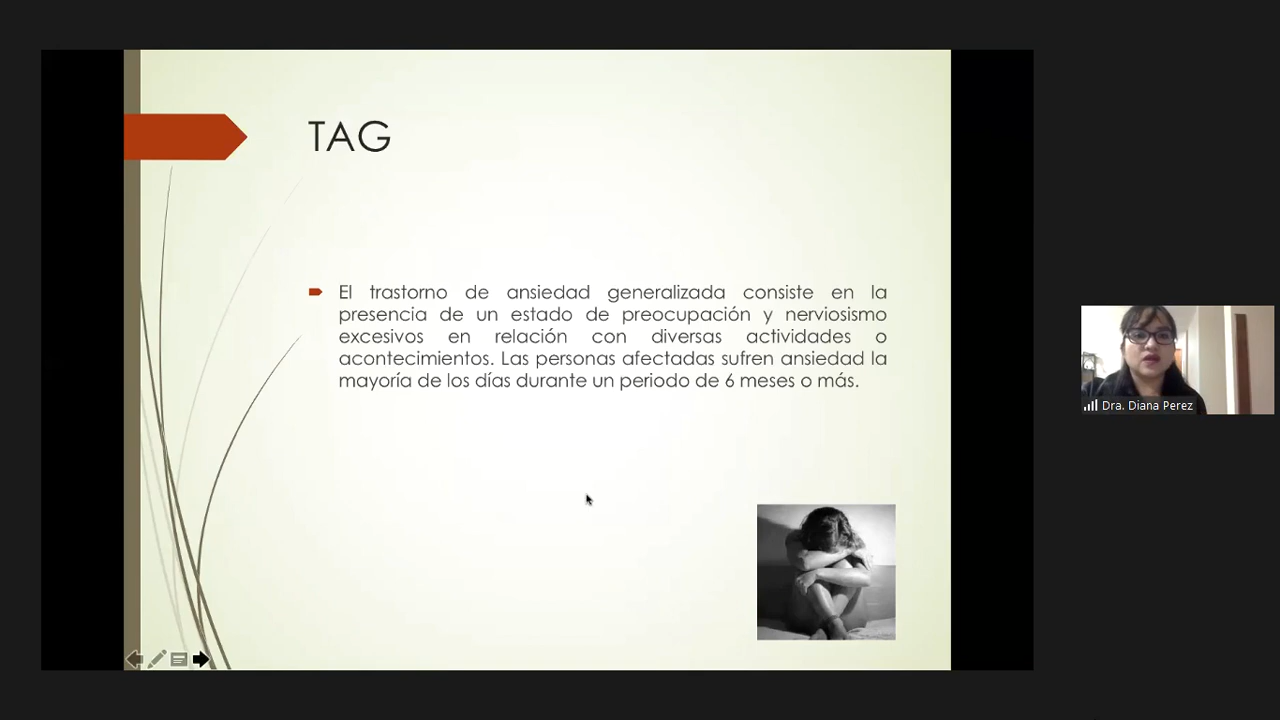 TAG
El trastorno de ansiedad generalizada consiste en la
presencia de un estado de preocupación y nerviosismo
excesivos en relación con diversas actividades o
acontecimientos. Las personas afectadas sufren ansiedad la
mayoría de los días durante un periodo de 6 meses o más.
Dra. Diana Perez